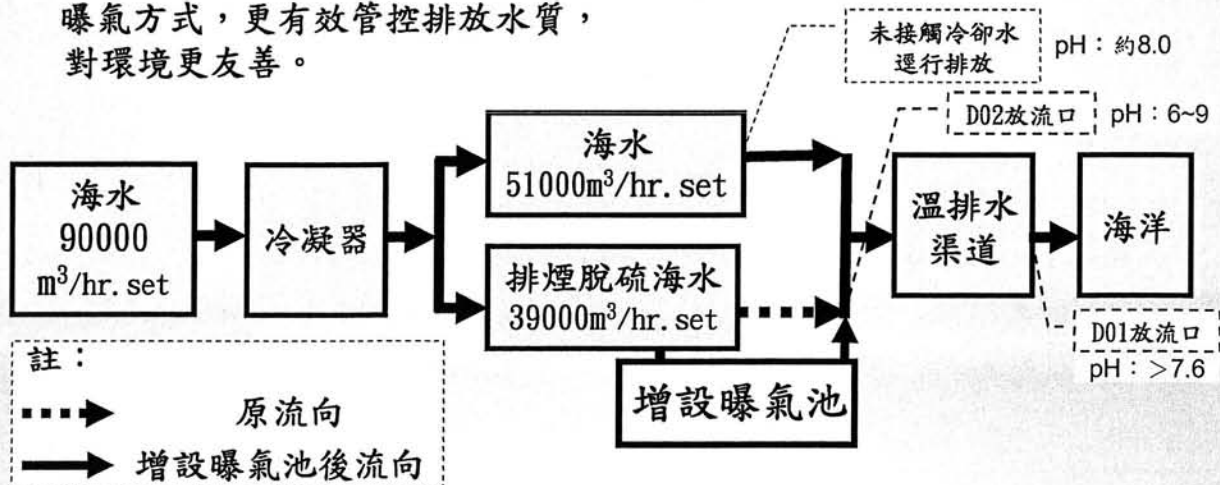 曝氣方式，更有效管控排放水質，
對環境更友善。
未接觸冷卻水
逕行排放
pH：約8.0
D02放流口
pH：6~9
海水
90000
m³/hr.set
冷凝器
海水
51000m³/hr.set
排煙脫硫海水
39000m³/hr.set
增設曝氣池
溫排水
渠道
海洋
D01放流口
pH：＞7.6
註：
原流向
增設曝氣池後流向